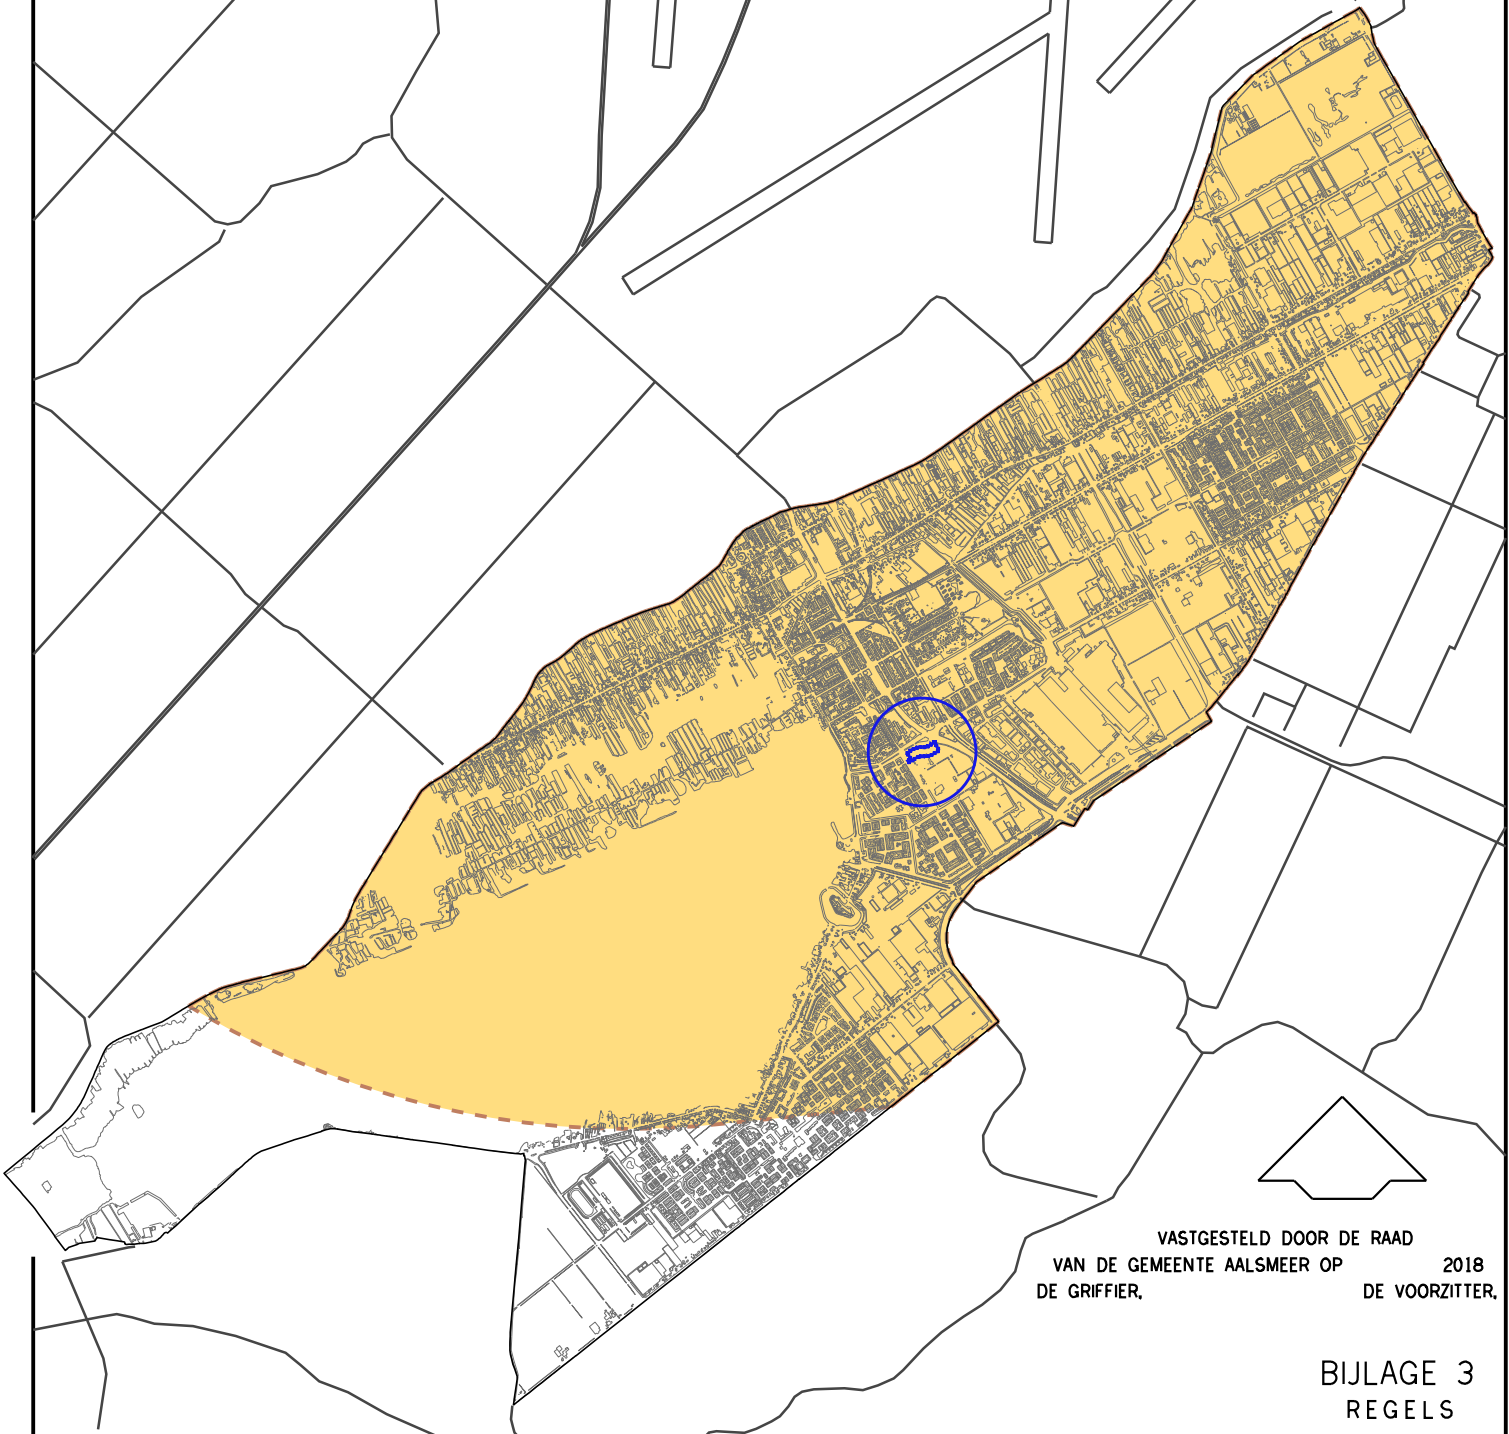 VASTGESTELD DOOR DE RAAD
VAN DE GEMEENTE AALSMEER OP 2018
DE GRIFFIER, DE VOORZITTER,
BIJLAGE 3
REGELS